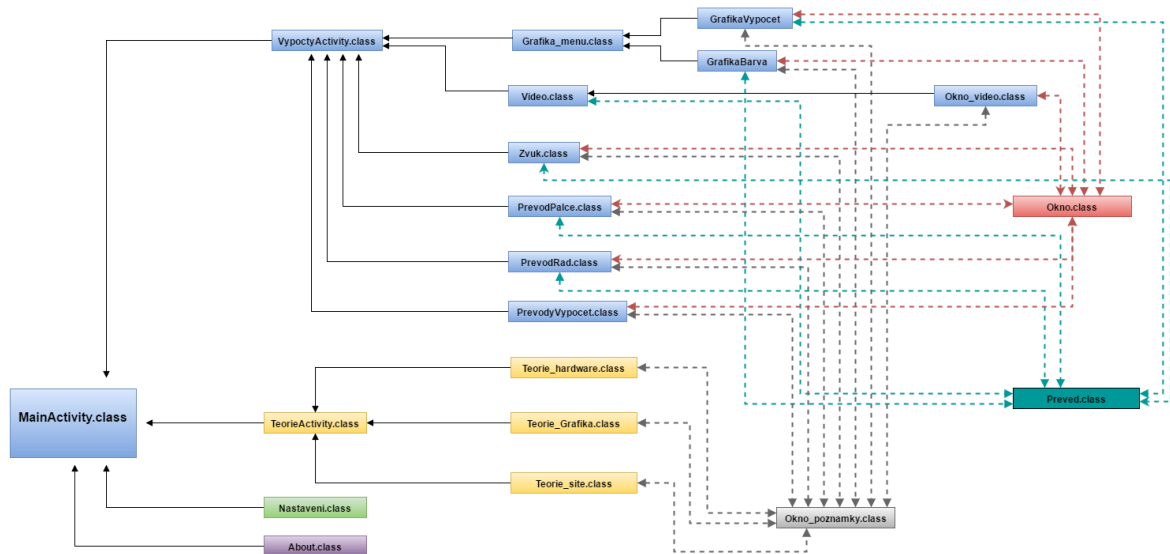 GrafikaVypocet
VypoctyActivity.class
Grafika_menu.class
GrafikaBarva
Video.class
Okno_video.class
Zvuk.class
PrevodPalce.class
Okno.class
PrevodRad.class
PrevodyVypocet.class
Teorie_hardware.class
Preved.class
MainActivity.class
TeorieActivity.class
Teorie_Grafika.class
Teorie_site.class
Nastaveni.class
Okno_poznamky.class
About.class